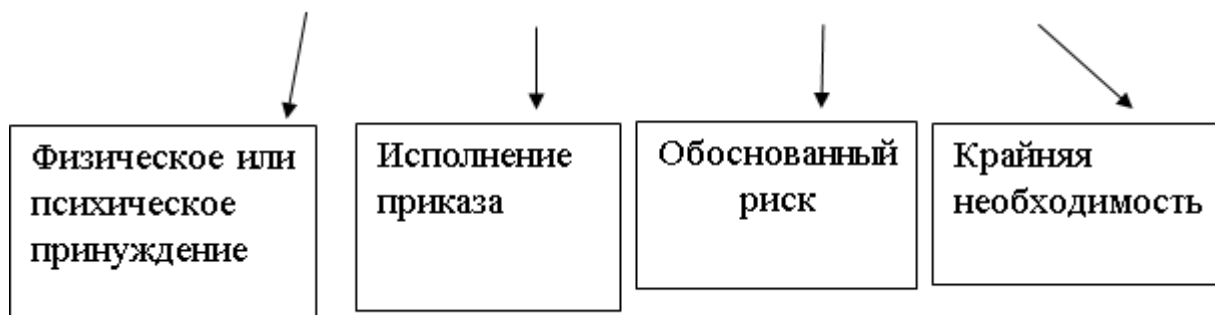 Физическое или
психическое
принуждение
Исполнение
приказа
Обоснованный
риск
Крайняя
необходимость